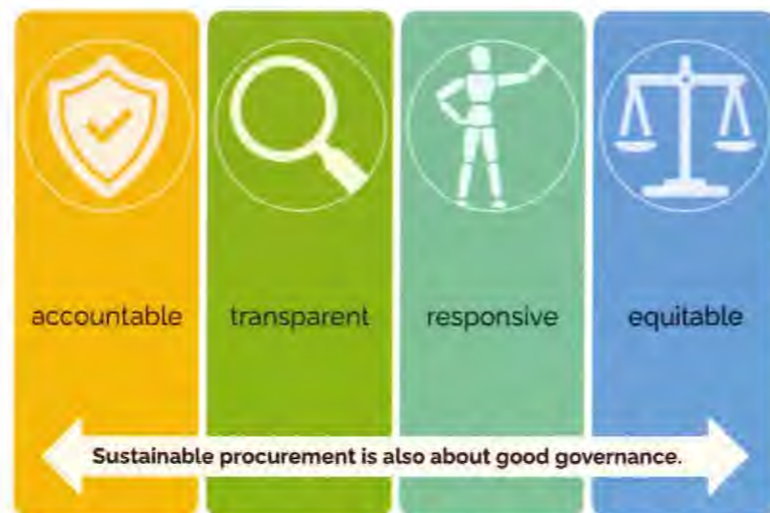 accountable transparent responsive equitable
Sustainable procurement is also about good governance.